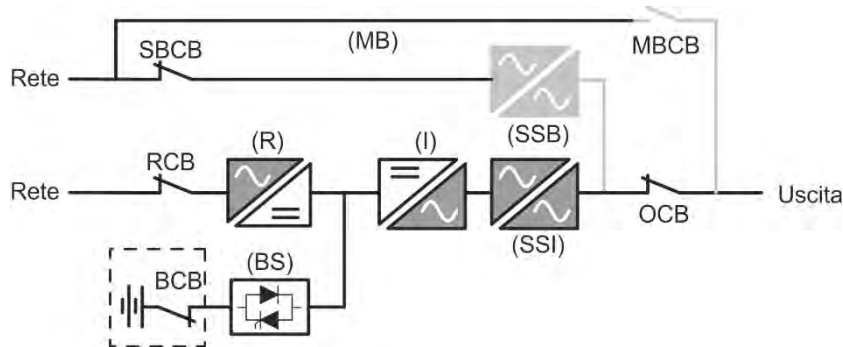 (MB)
MBCB
SBCB
Rete
(SSB)
RCB
(R)
(I)
Rete
Uscita
OCB
(SSI)
BCB
(BS)